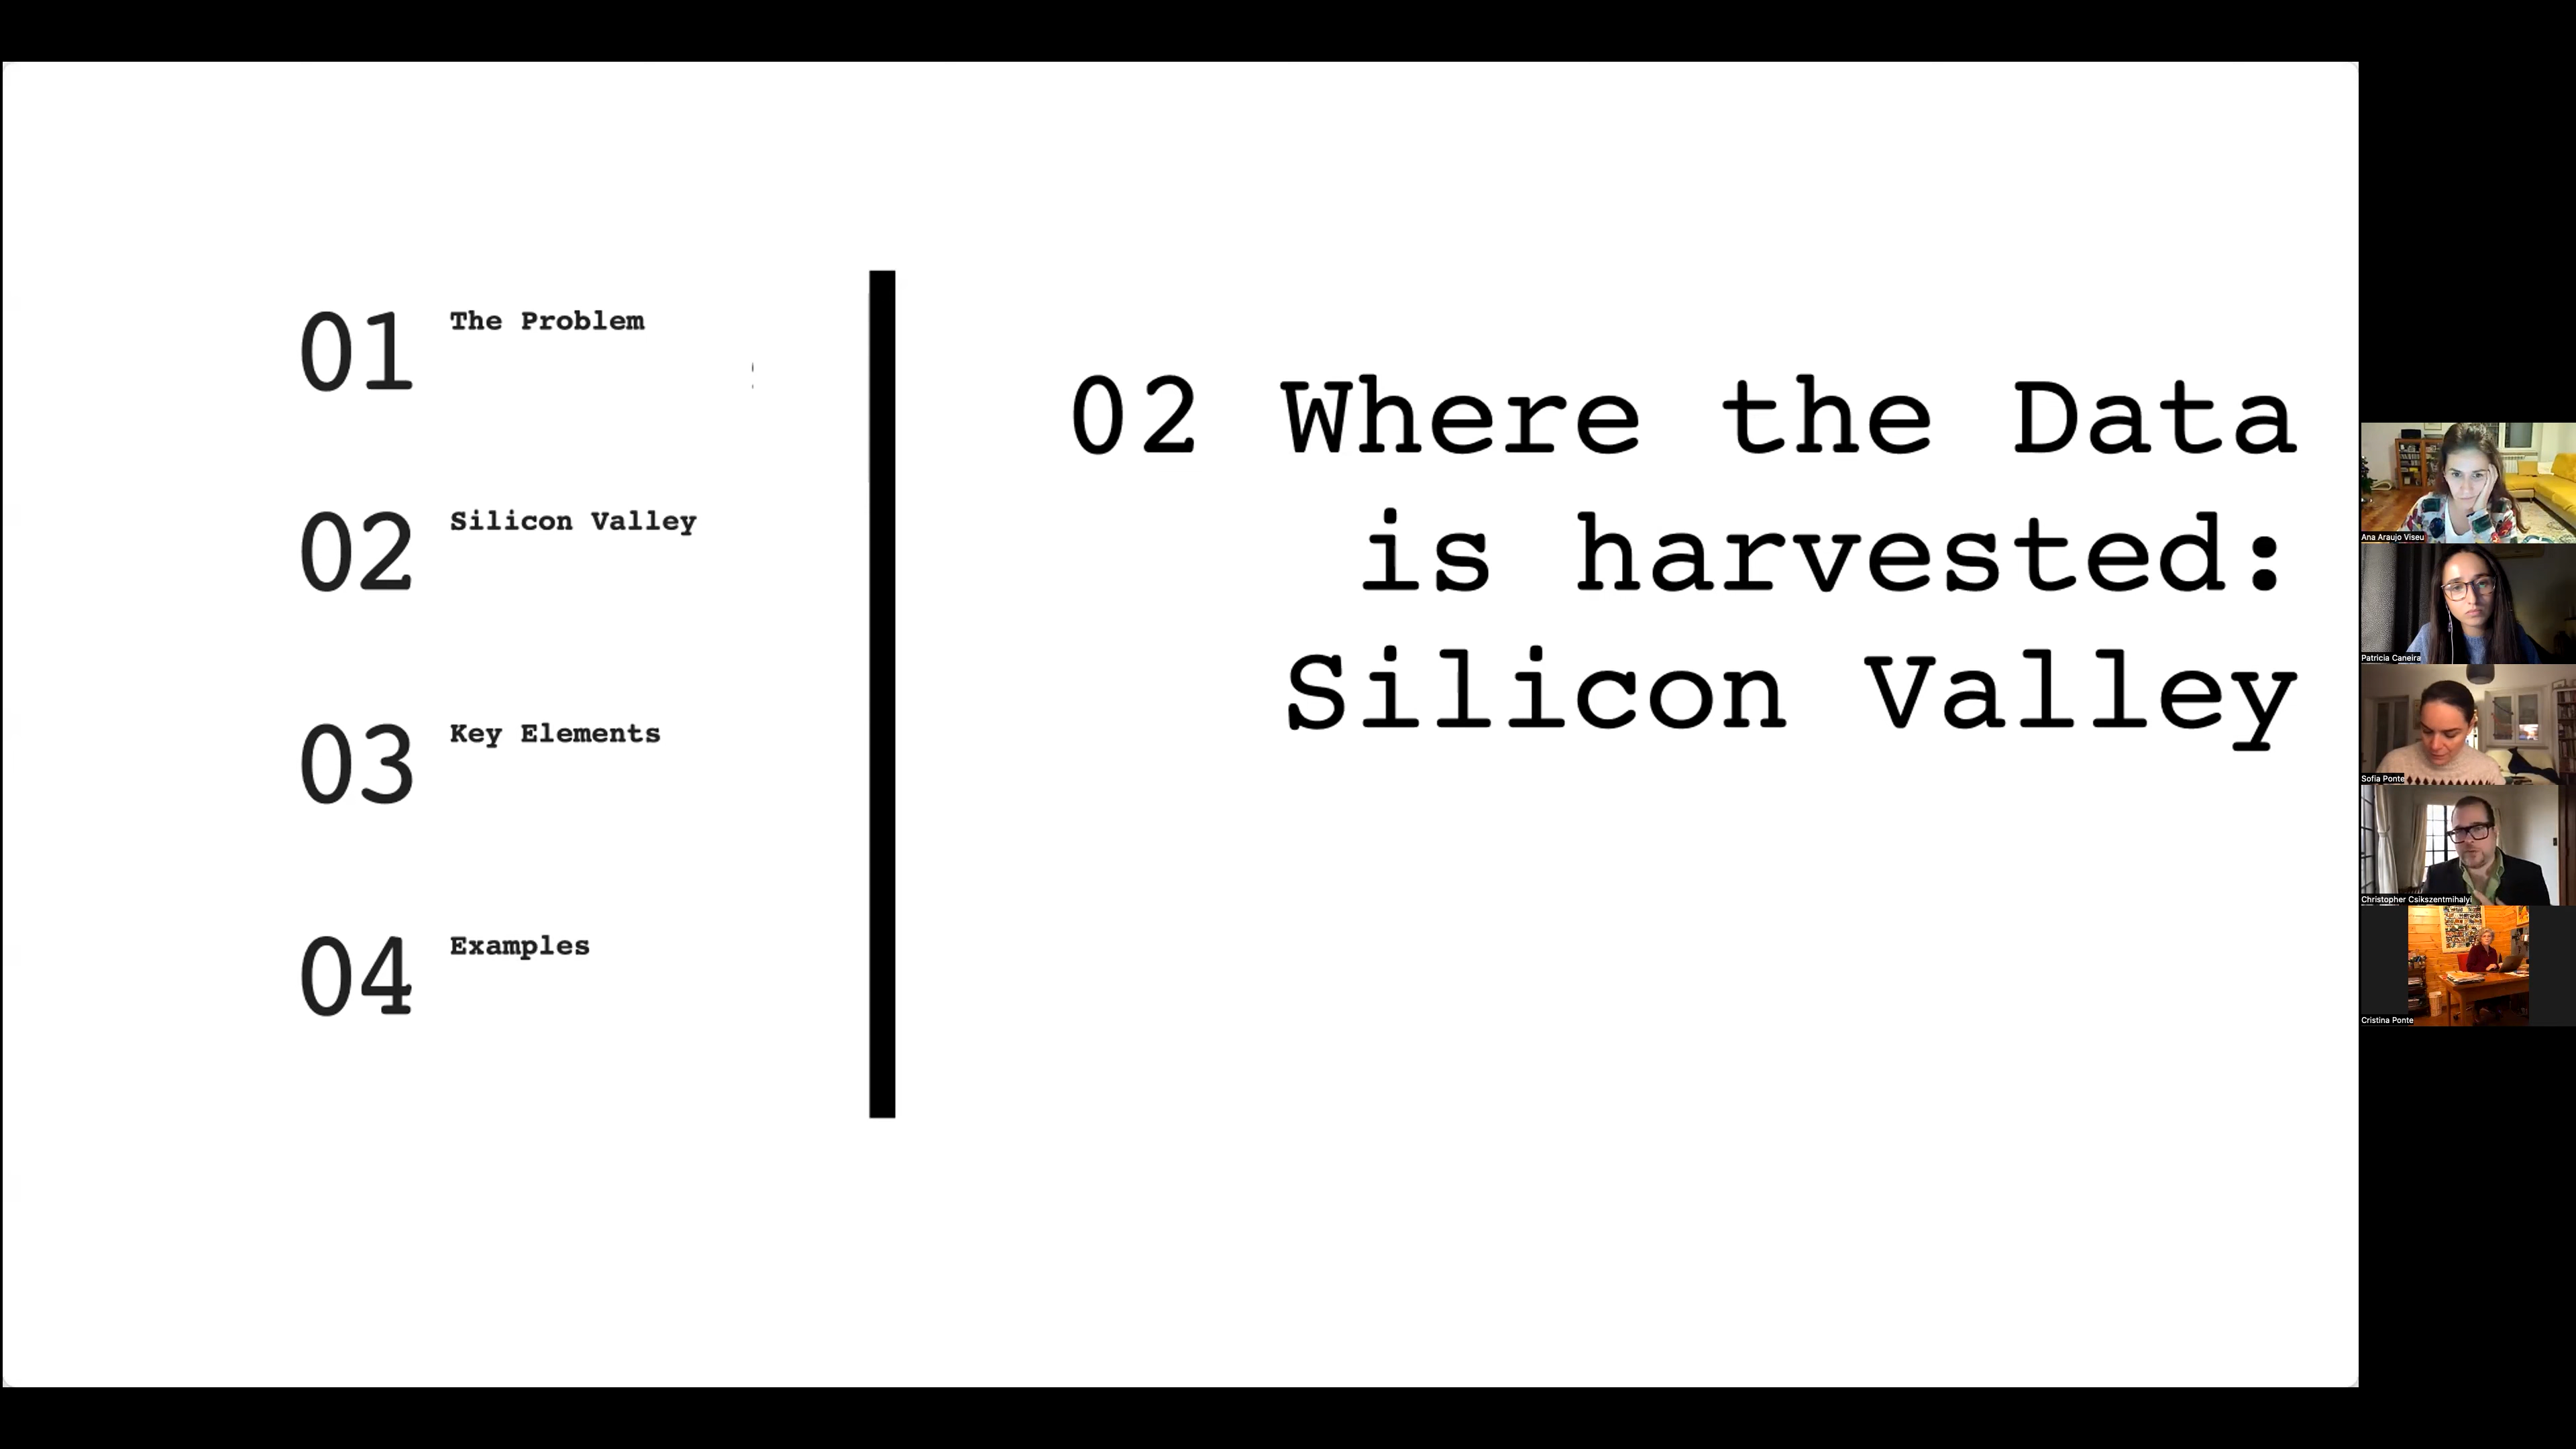 01 The Problem
02 Silicon Valley
03 Key Elements
04 Examples
02 Where the Data
is harvested:
Silicon Valley
Ana Araujo Viseu
Patricia Caneira
Sofia Ponte
Christopher Csikszentmihalyi
Cristina Ponte